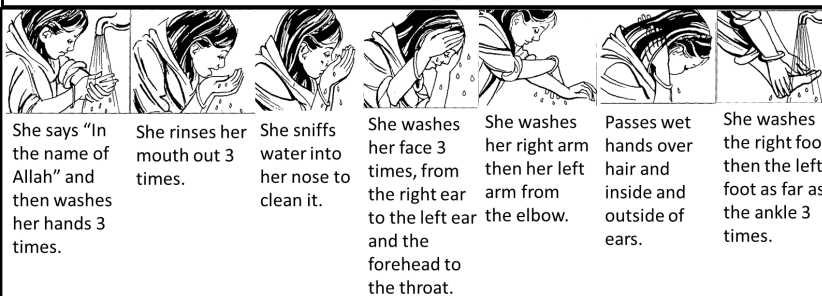 She says “In
the name of
Allah” and
then washes
her hands 3
times.
She rinses her
mouth out 3
times.
She sniffs
water into
her nose to
clean it.
She washes
her face 3
times, from
the right ear
to the left ear
and the
forehead to
the throat.
She washes
her right arm
then her left
arm from
the elbow.
Passes wet
hands over
hair and
inside and
outside of
ears.
She washes
the right foo
then the left
foot as far as
the ankle 3
times.